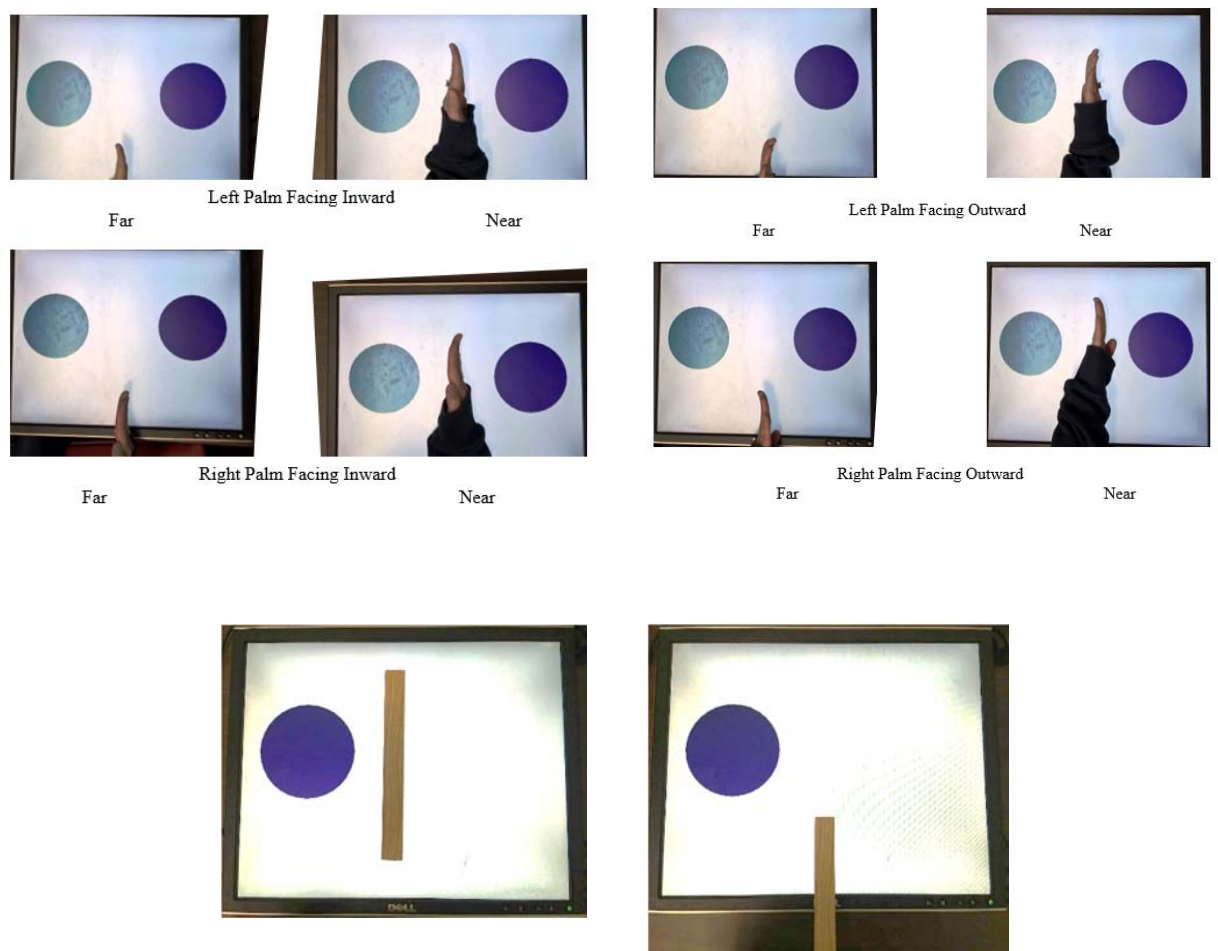 Left Palm Facing Inward
Far Near
Left Palm Facing Outward
Far Near
Right Palm Facing Inward
Far Near
Right Palm Facing Outward
Far Near
DELL